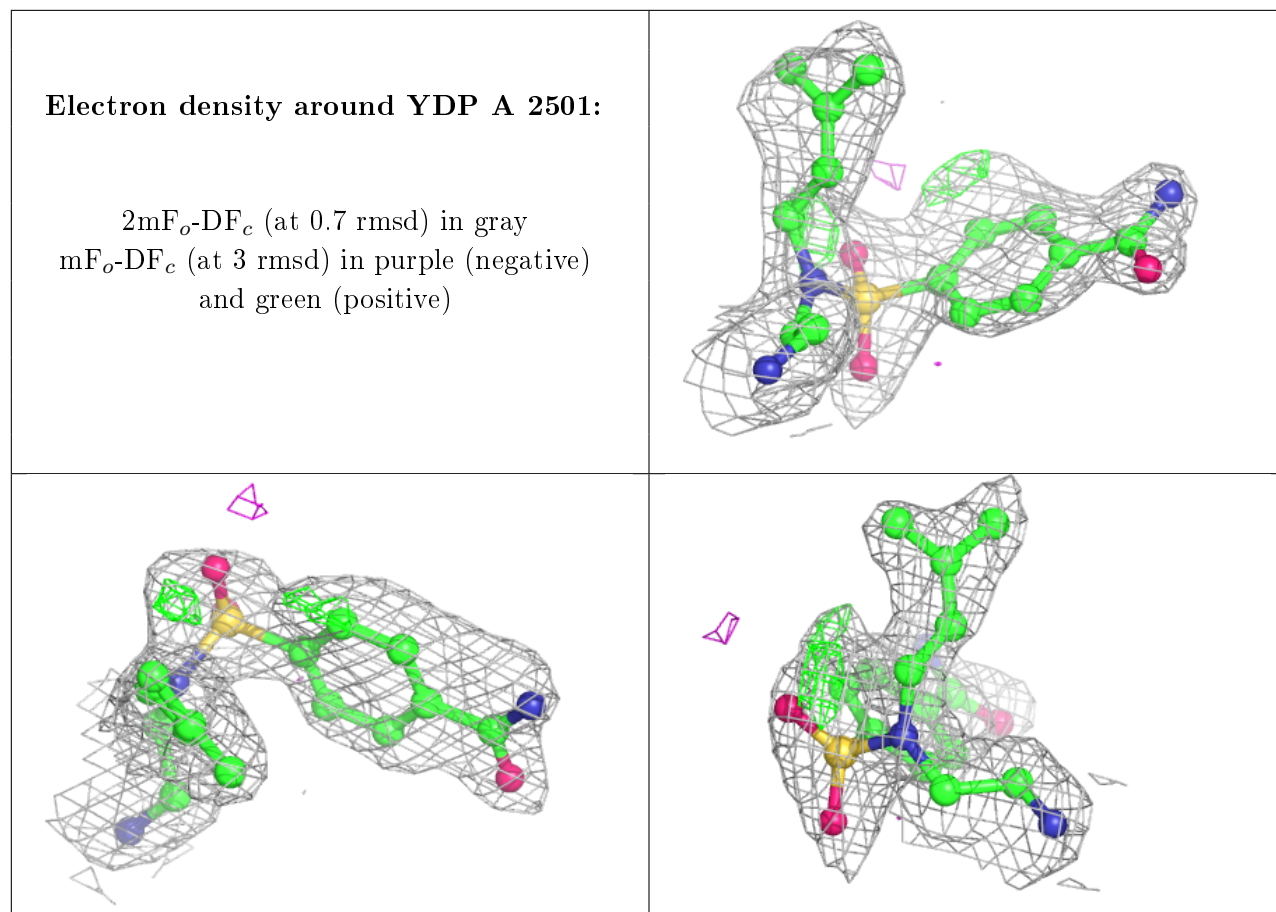 Electron density around YDP A 2501:
2mFₒ-DF𝒸 (at 0.7 rmsd) in gray
mFₒ-DF𝒸 (at 3 rmsd) in purple (negative)
and green (positive)